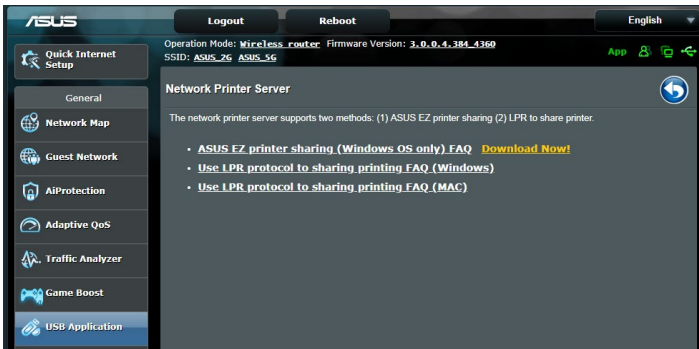 ASUS
Logout
Reboot
English
Quick Internet
Setup
Operation Mode: Wireless router Firmware Version: 3.0.0.4.384_4360
SSID: ASUS_2G ASUS_5G
App
General
Network Map
Guest Network
AiProtection
Adaptive QoS
Traffic Analyzer
Game Boost
USB Application
Network Printer Server
The network printer server supports two methods: (1) ASUS EZ printer sharing (2) LPR to share printer.
ASUS EZ printer sharing (Windows OS only) FAQ Download Now!
Use LPR protocol to sharing printing FAQ (Windows)
Use LPR protocol to sharing printing FAQ (MAC)